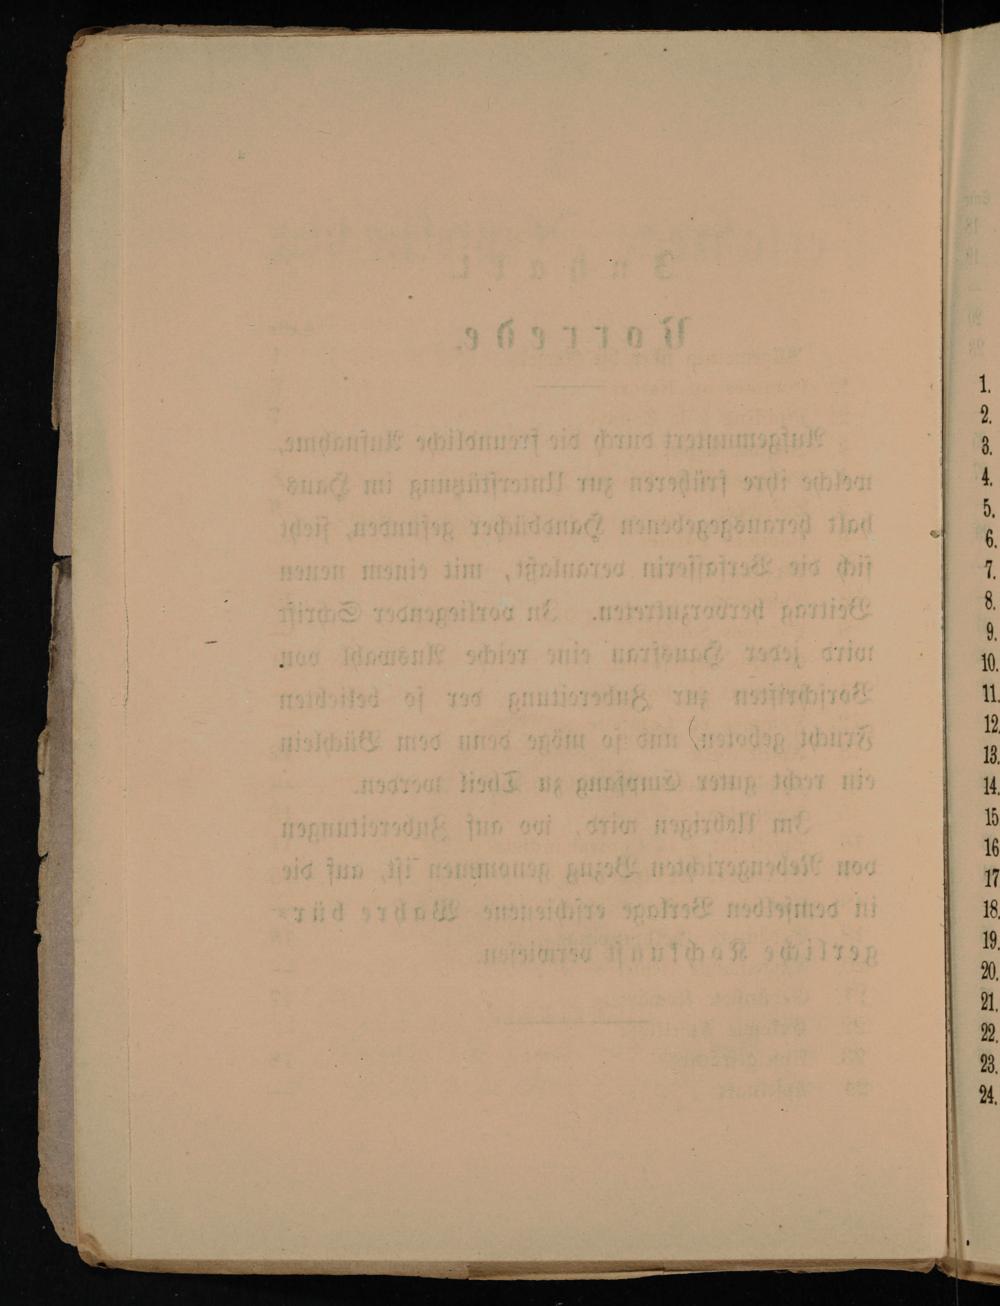 Vorrede.
Aufgemuntert durch die freundliche Aufnahme,
welche ihre früheren zur Unterstützung im Haus-
halt herausgegebenen Handbücher gefunden, sieht
sich die Verfasserin veranlaßt, mit einem neuen
Beitrag hervorzutreten. In vorliegender Schrift
wird jeder Hausfrau eine reiche Auswahl von
Vorschriften zur Zubereitung der so beliebten
Frucht geboten und so möge denn dem Büchlein
ein recht guter Empfang zu Theil werden.
Im Uebrigen wird, wo auf Zubereitungen
von Nebengerichten Bezug genommen ist, auf die
in demselben Verlage erschienene Wahre bür-
gerliche Kochkunst verwiesen.
1.
2.
3.
4.
5.
6.
7.
8.
9.
10.
11.
12.
13.
14.
15
16
17
18.
19.
20.
21.
22.
23.
24.